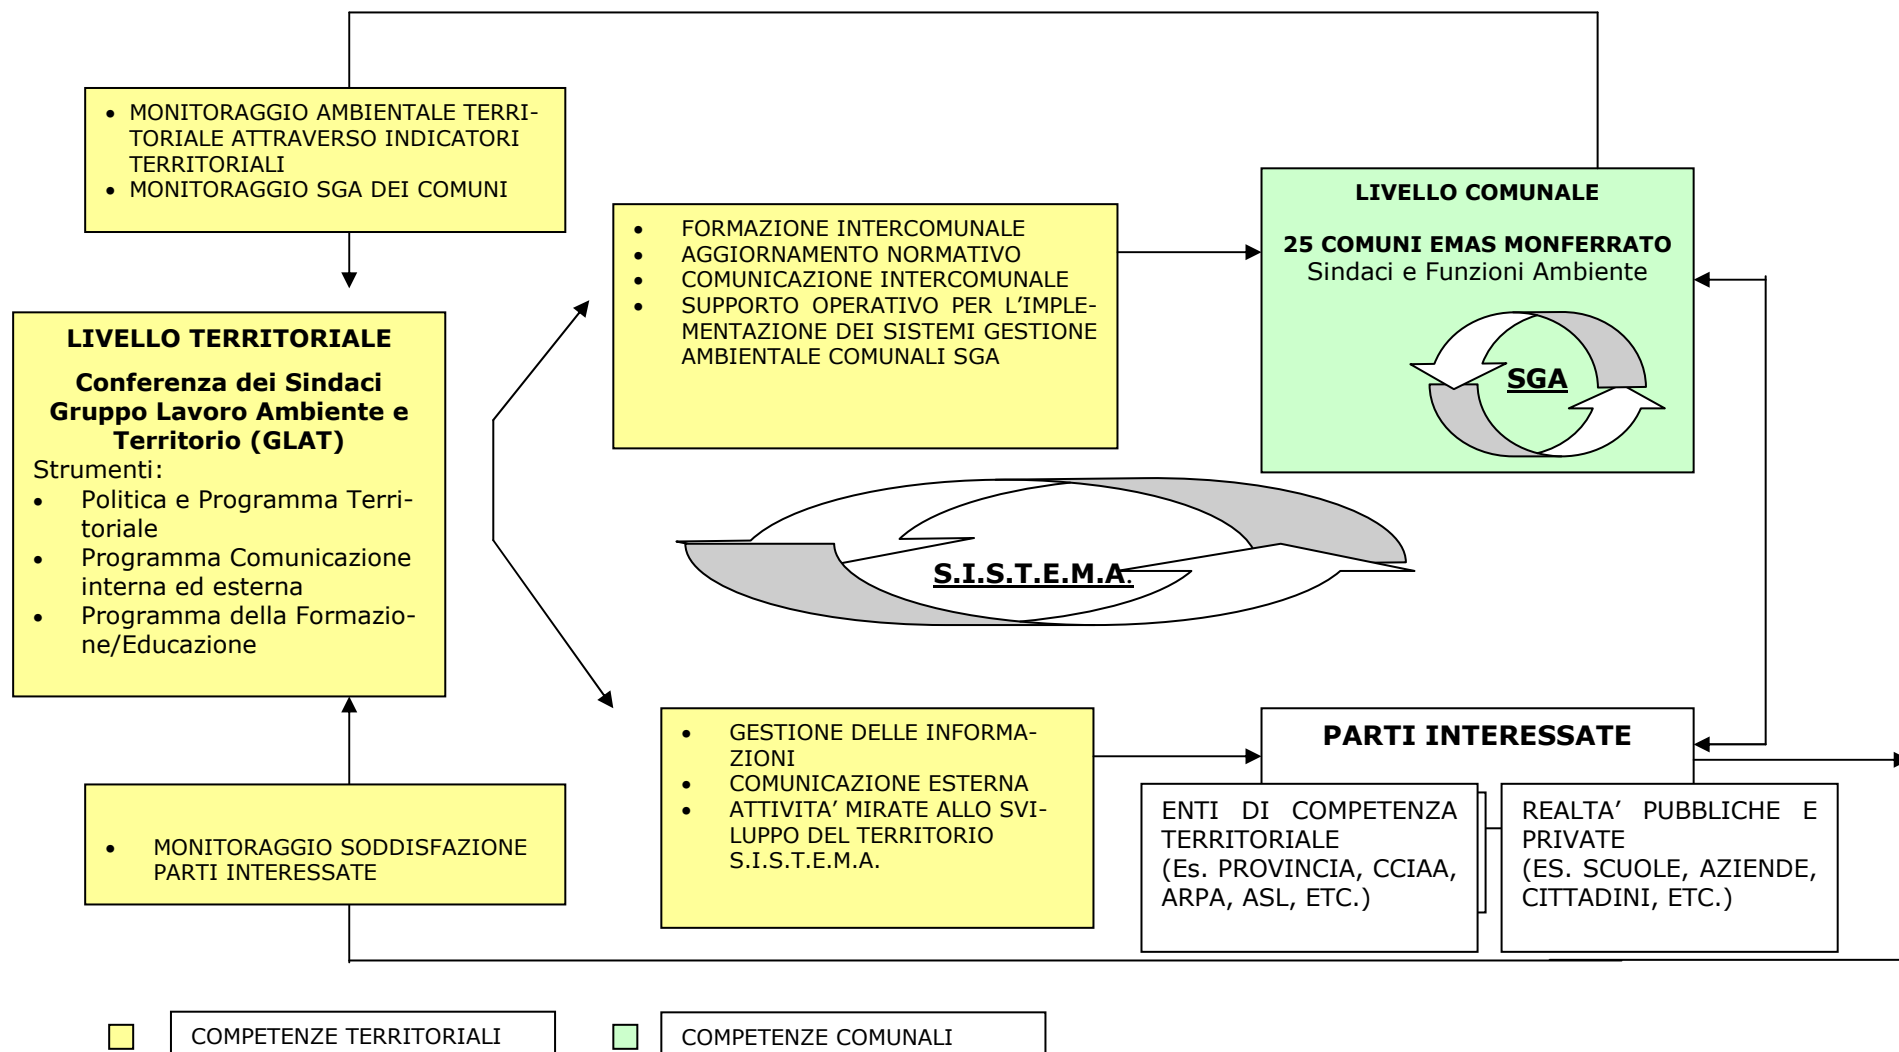 • MONITORAGGIO AMBIENTALE TERRI-
TORIALE ATTRAVERSO INDICATORI
TERRITORIALI
• MONITORAGGIO SGA DEI COMUNI
• FORMAZIONE INTERCOMUNALE
• AGGIORNAMENTO NORMATIVO
• COMUNICAZIONE INTERCOMUNALE
• SUPPORTO OPERATIVO PER L'IMPLE-
MENTAZIONE DEI SISTEMI GESTIONE
AMBIENTALE COMUNALI SGA
LIVELLO COMUNALE
25 COMUNI EMAS MONFERRATO
Sindaci e Funzioni Ambiente
SGA
LIVELLO TERRITORIALE
Conferenza dei Sindaci
Gruppo Lavoro Ambiente e
Territorio (GLAT)
Strumenti:
• Politica e Programma Terri-
toriale
• Programma Comunicazione
interna ed esterna
• Programma della Formazio-
ne/Educazione
S.I.S.T.E.M.A.
• GESTIONE DELLE INFORMA-
ZIONI
• COMUNICAZIONE ESTERNA
• ATTIVITA' MIRATE ALLO SVI-
LUPPO DEL TERRITORIO
S.I.S.T.E.M.A.
PARTI INTERESSATE
ENTI DI COMPETENZA
TERRITORIALE
(Es. PROVINCIA, CCIAA,
ARPA, ASL, ETC.)
REALTA' PUBBLICHE E
PRIVATE
(ES. SCUOLE, AZIENDE,
CITTADINI, ETC.)
• MONITORAGGIO SODDISFAZIONE
PARTI INTERESSATE
COMPETENZE TERRITORIALI
COMPETENZE COMUNALI